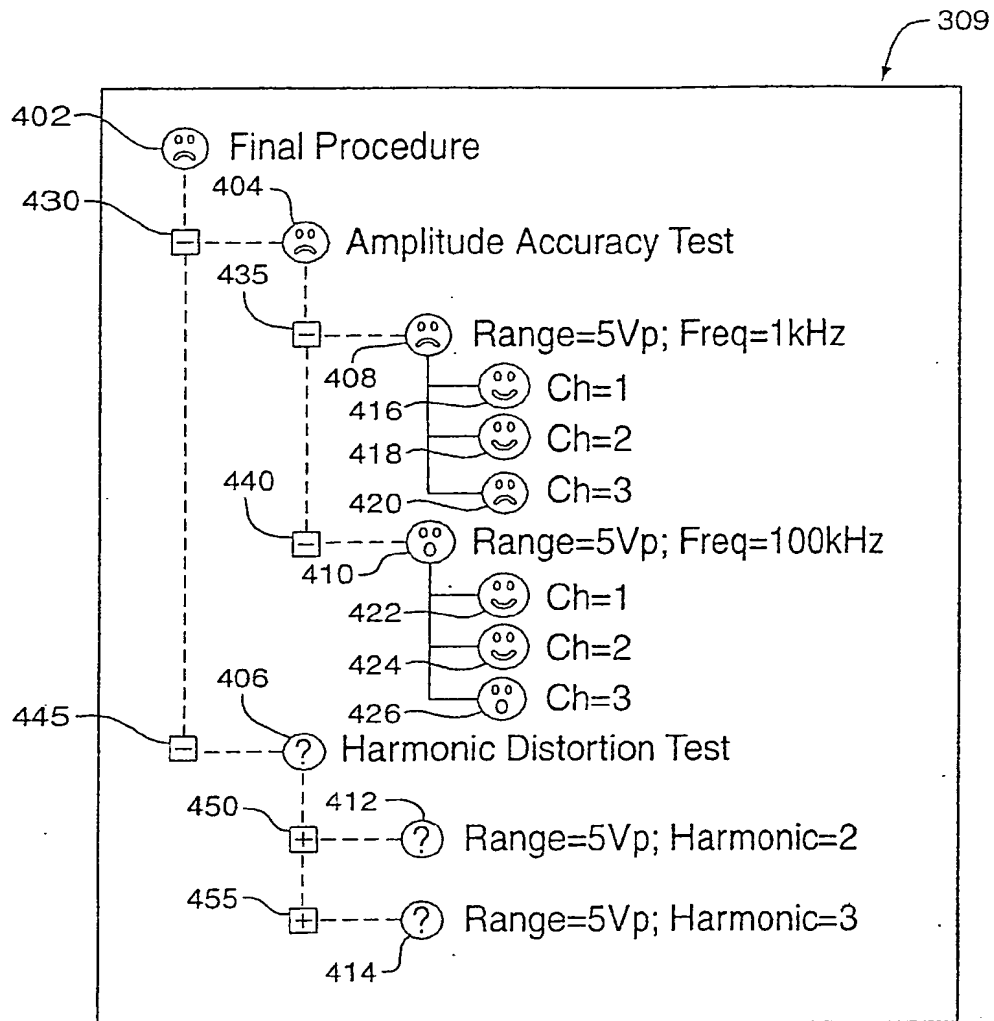 309
402
Final Procedure
404
430
Amplitude Accuracy Test
435
Range=5Vp; Freq=1kHz
408
Ch=1
416
Ch=2
418
Ch=3
420
440
Range=5Vp; Freq=100kHz
410
Ch=1
422
Ch=2
424
Ch=3
426
406
445
? Harmonic Distortion Test
412
450
+ ? Range=5Vp; Harmonic=2
455
+ ? Range=5Vp; Harmonic=3
414